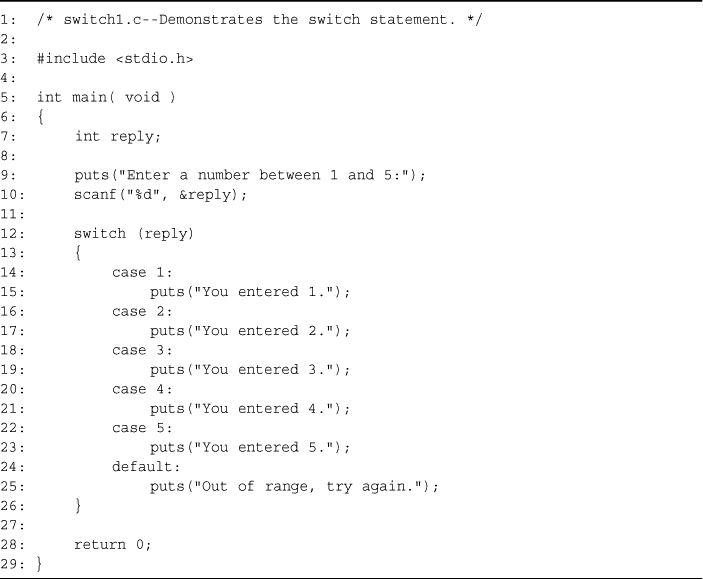 1:  /* switch1.c--Demonstrates the switch statement. */
2:
3:  #include <stdio.h>
4:
5:  int main( void )
6:  {
7:      int reply;
8:
9:      puts("Enter a number between 1 and 5:");
10:     scanf("%d", &reply);
11:
12:     switch (reply)
13:     {
14:         case 1:
15:             puts("You entered 1.");
16:         case 2:
17:             puts("You entered 2.");
18:         case 3:
19:             puts("You entered 3.");
20:         case 4:
21:             puts("You entered 4.");
22:         case 5:
23:             puts("You entered 5.");
24:         default:
25:             puts("Out of range, try again.");
26:     }
27:
28:     return 0;
29: }